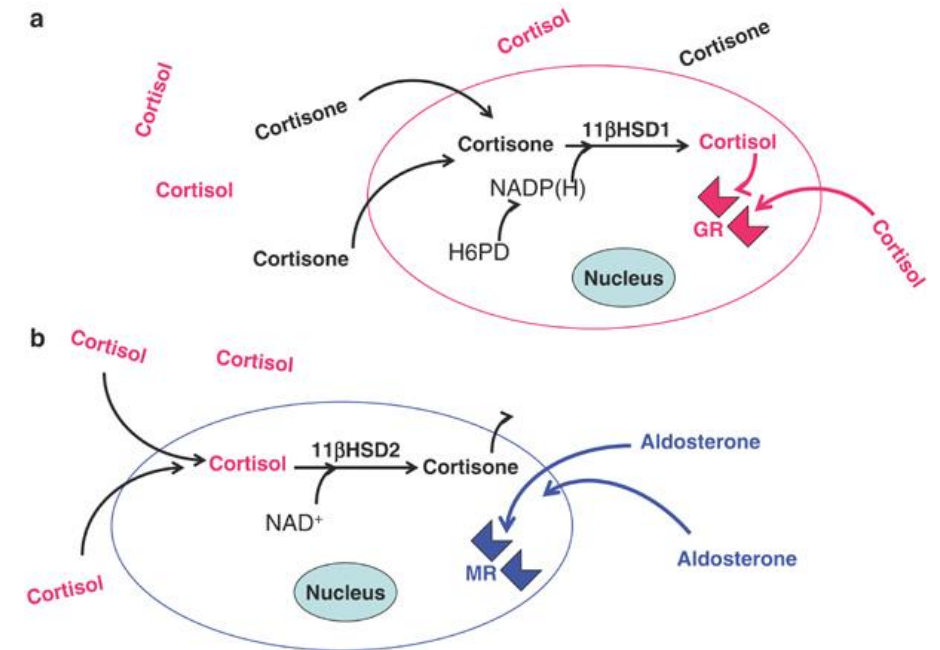 a
Cortisol
Cortisone
Cortisol
Cortisone
Cortisone
11βHSD1
Cortisol
Cortisol
NADP(H)
GR
Cortisol
Cortisone
H6PD
Nucleus
b
Cortisol
Cortisol
Aldosterone
11βHSD2
Cortisol
Cortisone
NAD⁺
Aldosterone
MR
Cortisol
Nucleus